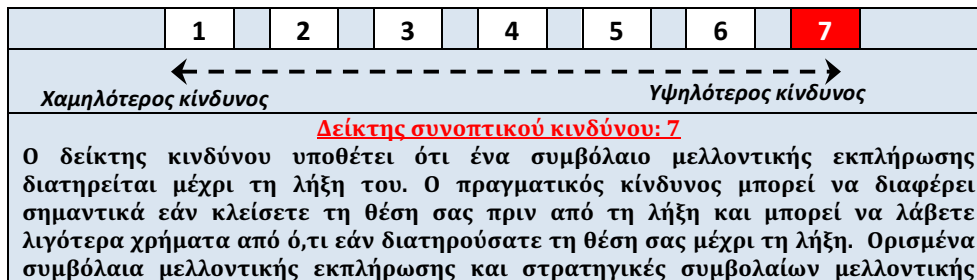 1 2 3 4 5 6 7
Χαμηλότερος κίνδυνος Υψηλότερος κίνδυνος
Δείκτης συνοπτικού κινδύνου: 7
Ο δείκτης κινδύνου υποθέτει ότι ένα συμβόλαιο μελλοντικής εκπλήρωσης
διατηρείται μέχρι τη λήξη του. Ο πραγματικός κίνδυνος μπορεί να διαφέρει
σημαντικά εάν κλείσετε τη θέση σας πριν από τη λήξη και μπορεί να λάβετε
λιγότερα χρήματα από ό,τι εάν διατηρούσατε τη θέση σας μέχρι τη λήξη. Ορισμένα
συμβόλαια μελλοντικής εκπλήρωσης και στρατηγικές συμβολαίων μελλοντικής